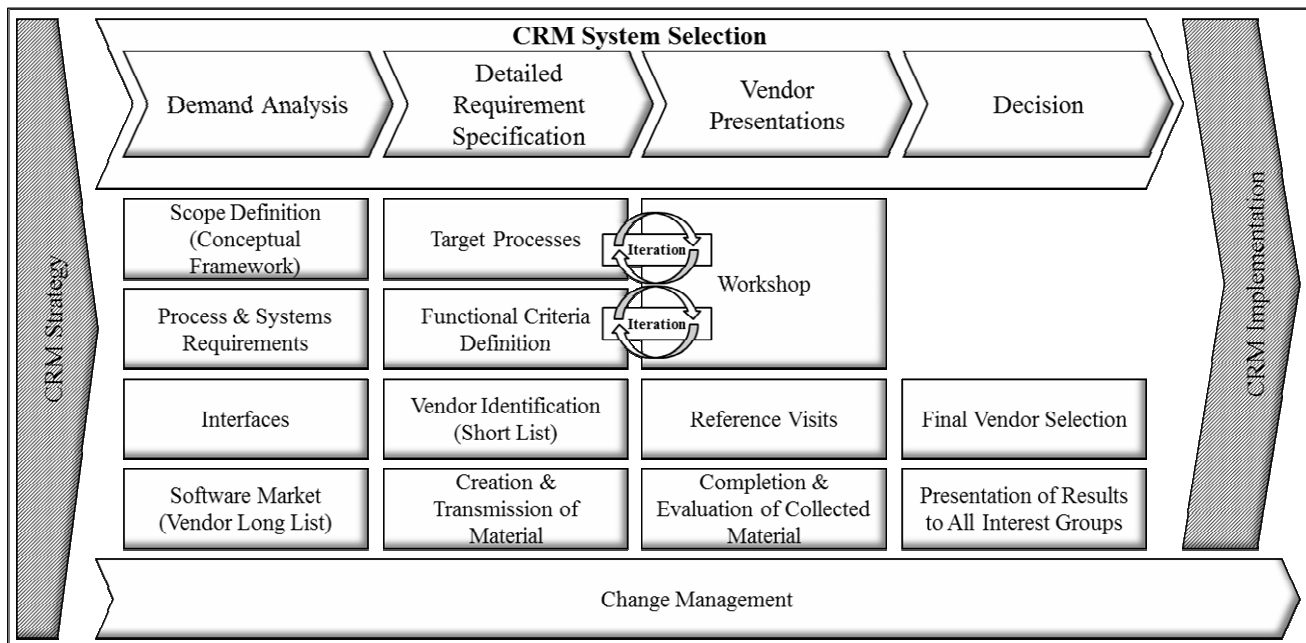 CRM System Selection
Demand Analysis
Detailed
Requirement
Specification
Vendor
Presentations
Decision
CRM Strategy
Scope Definition
(Conceptual
Framework)
Target Processes
Iteration
Workshop
Process & Systems
Requirements
Functional Criteria
Definition
Iteration
Interfaces
Vendor Identification
(Short List)
Reference Visits
Final Vendor Selection
Software Market
(Vendor Long List)
Creation &
Transmission of
Material
Completion &
Evaluation of Collected
Material
Presentation of Results
to All Interest Groups
CRM Implementation
Change Management